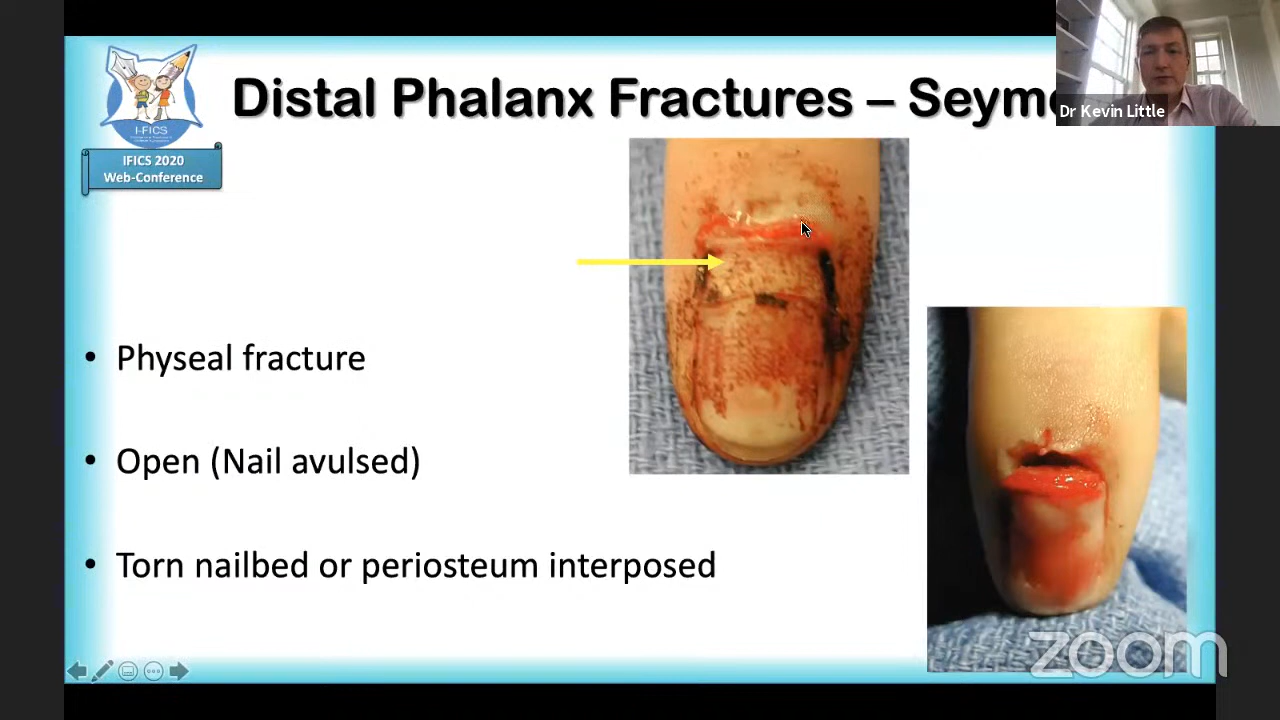 Distal Phalanx Fractures – Seym
Dr Kevin Little
I-FICS
IFICS 2020
Web-Conference
• Physeal fracture
• Open (Nail avulsed)
• Torn nailbed or periosteum interposed
zoom